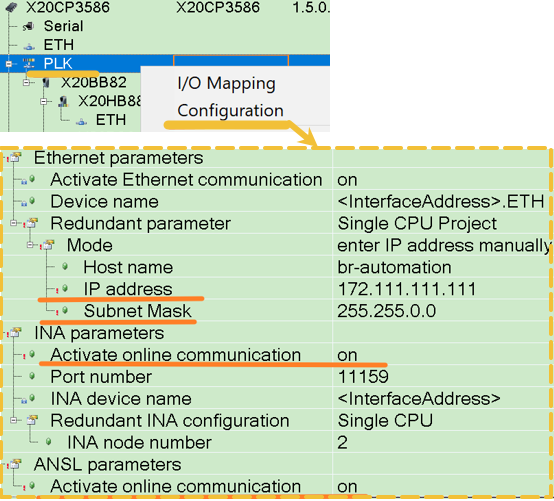 X20CP3586 X20CP3586 1.5.0.
Serial
ETH
PLK
X20BB82
I/O Mapping
X20HB88
Configuration
ETH
Ethernet parameters
Activate Ethernet communication on
Device name <InterfaceAddress>.ETH
Redundant parameter Single CPU Project
Mode enter IP address manually
Host name br-automation
IP address 172.111.111.111
Subnet Mask 255.255.0.0
INA parameters
Activate online communication on
Port number 11159
INA device name <InterfaceAddress>
Redundant INA configuration Single CPU
INA node number 2
ANSL parameters
Activate online communication on